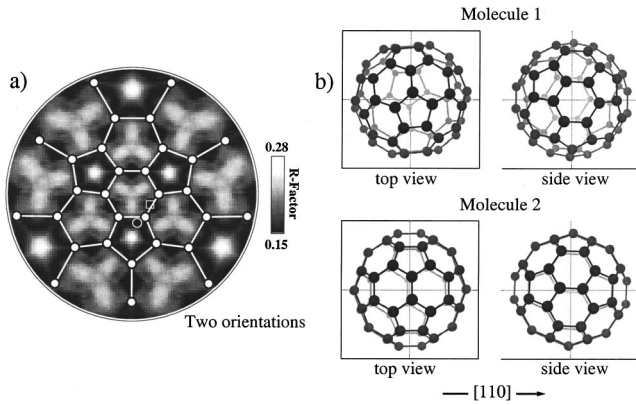 a)
0.28
R-Factor
0.15
Two orientations
b)
Molecule 1
top view
side view
Molecule 2
top view
side view
[110]